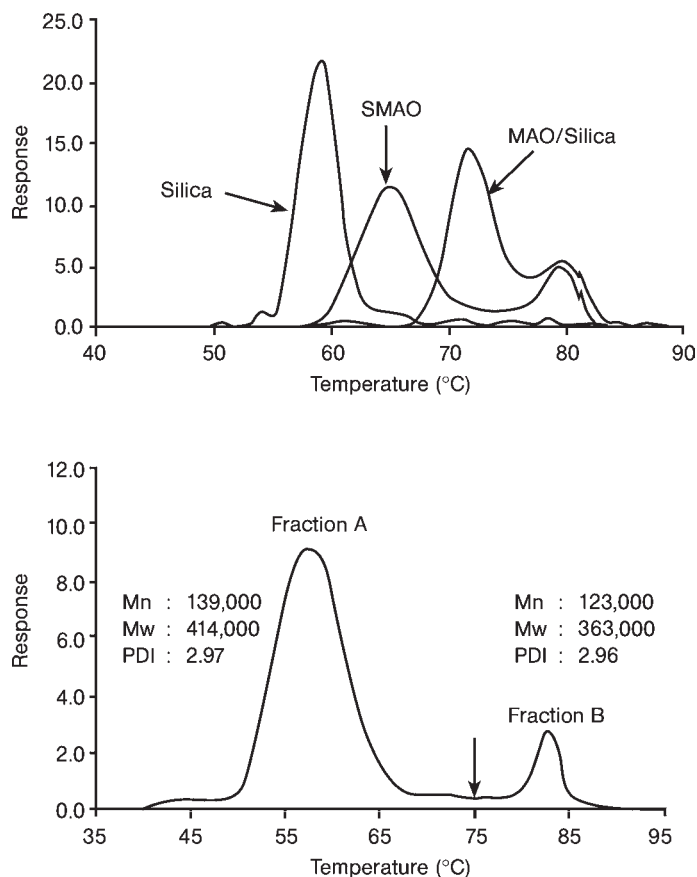 25.0
20.0
15.0
10.0
5.0
0.0
Response
SMAO
MAO/Silica
Silica
40 50 60 70 80 90
Temperature (°C)
12.0
10.0
8.0
6.0
4.0
2.0
0.0
Response
Fraction A
Mn : 139,000
Mw : 414,000
PDI : 2.97
Mn : 123,000
Mw : 363,000
PDI : 2.96
Fraction B
35 45 55 65 75 85 95
Temperature (°C)